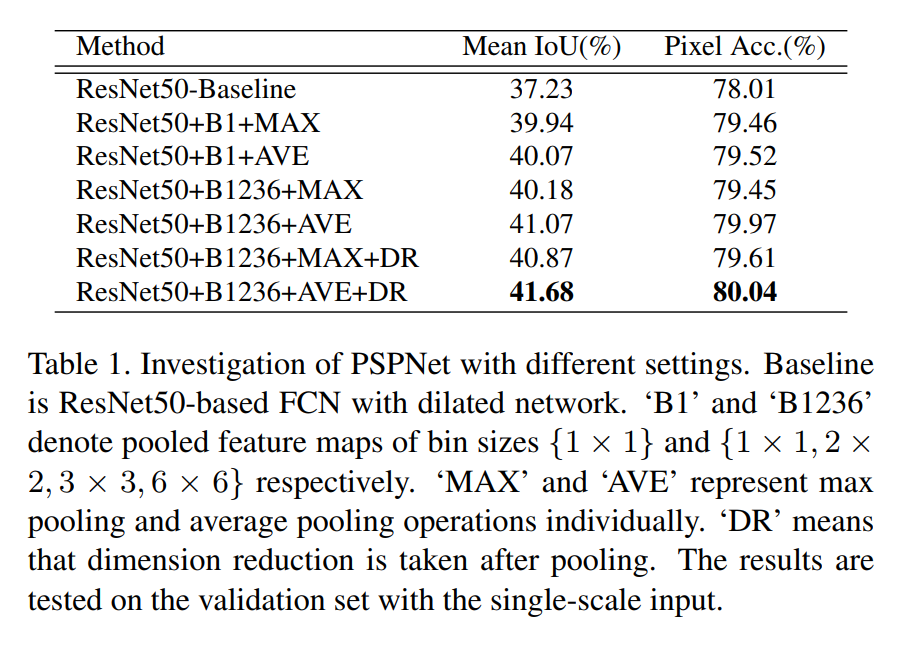 Method Mean IoU(%) Pixel Acc.(%)
ResNet50-Baseline 37.23 78.01
ResNet50+B1+MAX 39.94 79.46
ResNet50+B1+AVE 40.07 79.52
ResNet50+B1236+MAX 40.18 79.45
ResNet50+B1236+AVE 41.07 79.97
ResNet50+B1236+MAX+DR 40.87 79.61
ResNet50+B1236+AVE+DR 41.68 80.04
Table 1. Investigation of PSPNet with different settings. Baseline
is ResNet50-based FCN with dilated network. ‘B1’ and ‘B1236’
denote pooled feature maps of bin sizes {1 × 1} and {1 × 1, 2 ×
2, 3 × 3, 6 × 6} respectively. ‘MAX’ and ‘AVE’ represent max
pooling and average pooling operations individually. ‘DR’ means
that dimension reduction is taken after pooling. The results are
tested on the validation set with the single-scale input.